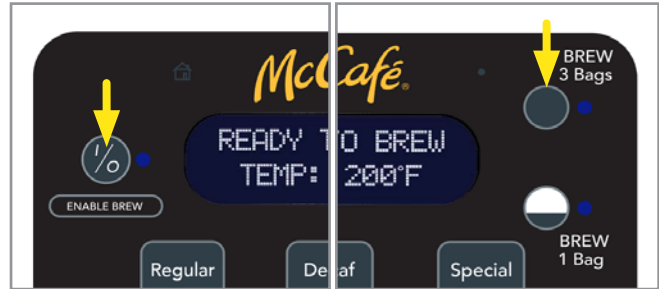 McCafé®
BREW
3 Bags
READY TO BREW
TEMP: 200°F
I/O
ENABLE BREW
BREW
1 Bag
Regular
Decaf
Special